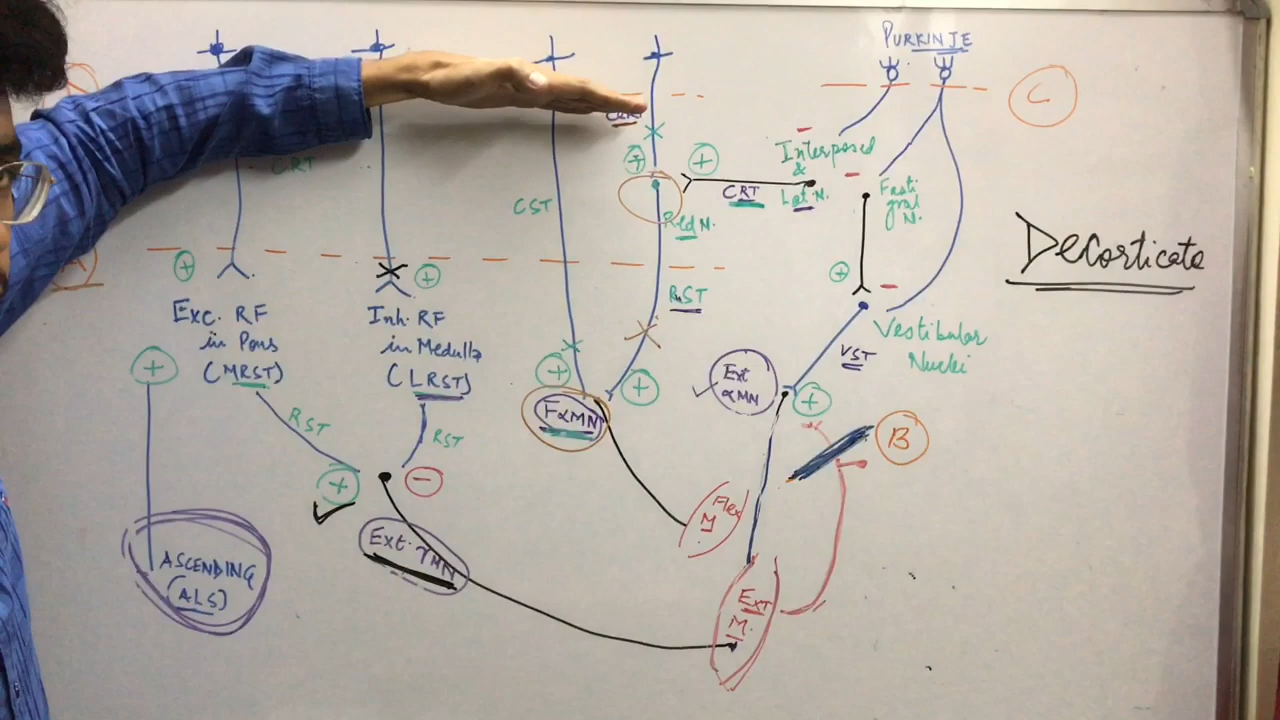 PURKINJE
C
CRT
Interposed
&
Lat N.
CRT
Fasti
gial
N.
CST
Red N.
Decorticate
A
RST
Exc. RF
in Pons
(MRST)
Inh. RF
in Medulla
(LRST)
Vestibular
Nuclei
VST
Ext
αMN
FαMN
B
RST
RST
Flex
M
Ext. γMN
ASCENDING
(ALS)
Ext
M.